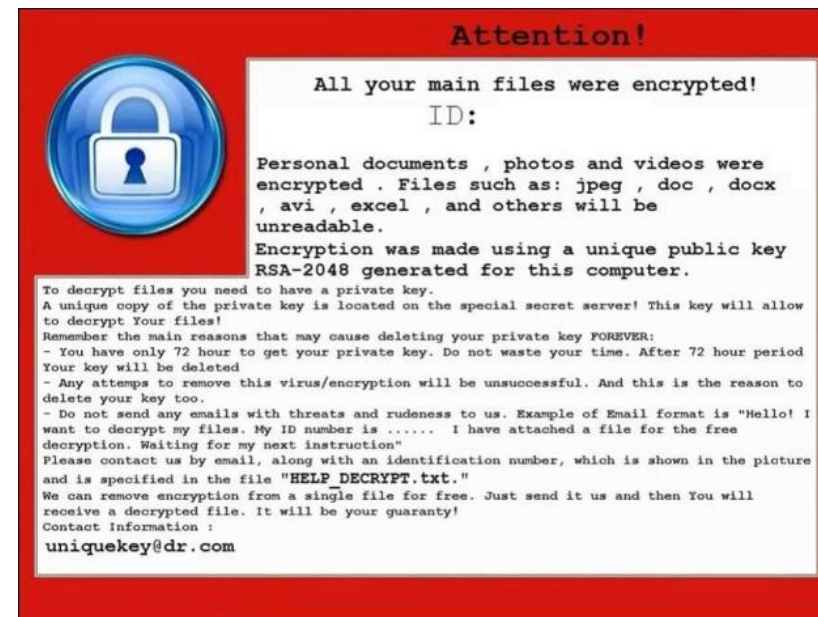 Attention!
All your main files were encrypted!
ID:
Personal documents , photos and videos were
encrypted . Files such as: jpeg , doc , docx
, avi , excel , and others will be
unreadable.
Encryption was made using a unique public key
RSA-2048 generated for this computer.
To decrypt files you need to have a private key.
A unique copy of the private key is located on the special secret server! This key will allow
to decrypt Your files!
Remember the main reasons that may cause deleting your private key FOREVER:
- You have only 72 hour to get your private key. Do not waste your time. After 72 hour period
Your key will be deleted
- Any attemps to remove this virus/encryption will be unsuccessful. And this is the reason to
delete your key too.
- Do not send any emails with threats and rudeness to us. Example of Email format is "Hello! I
want to decrypt my files. My ID number is ...... I have attached a file for the free
decryption. Waiting for my next instruction"
Please contact us by email, along with an identification number, which is shown in the picture
and is specified in the file "HELP_DECRYPT.txt."
We can remove encryption from a single file for free. Just send it us and then You will
receive a decrypted file. It will be your guaranty!
Contact Information :
uniquekey@dr.com